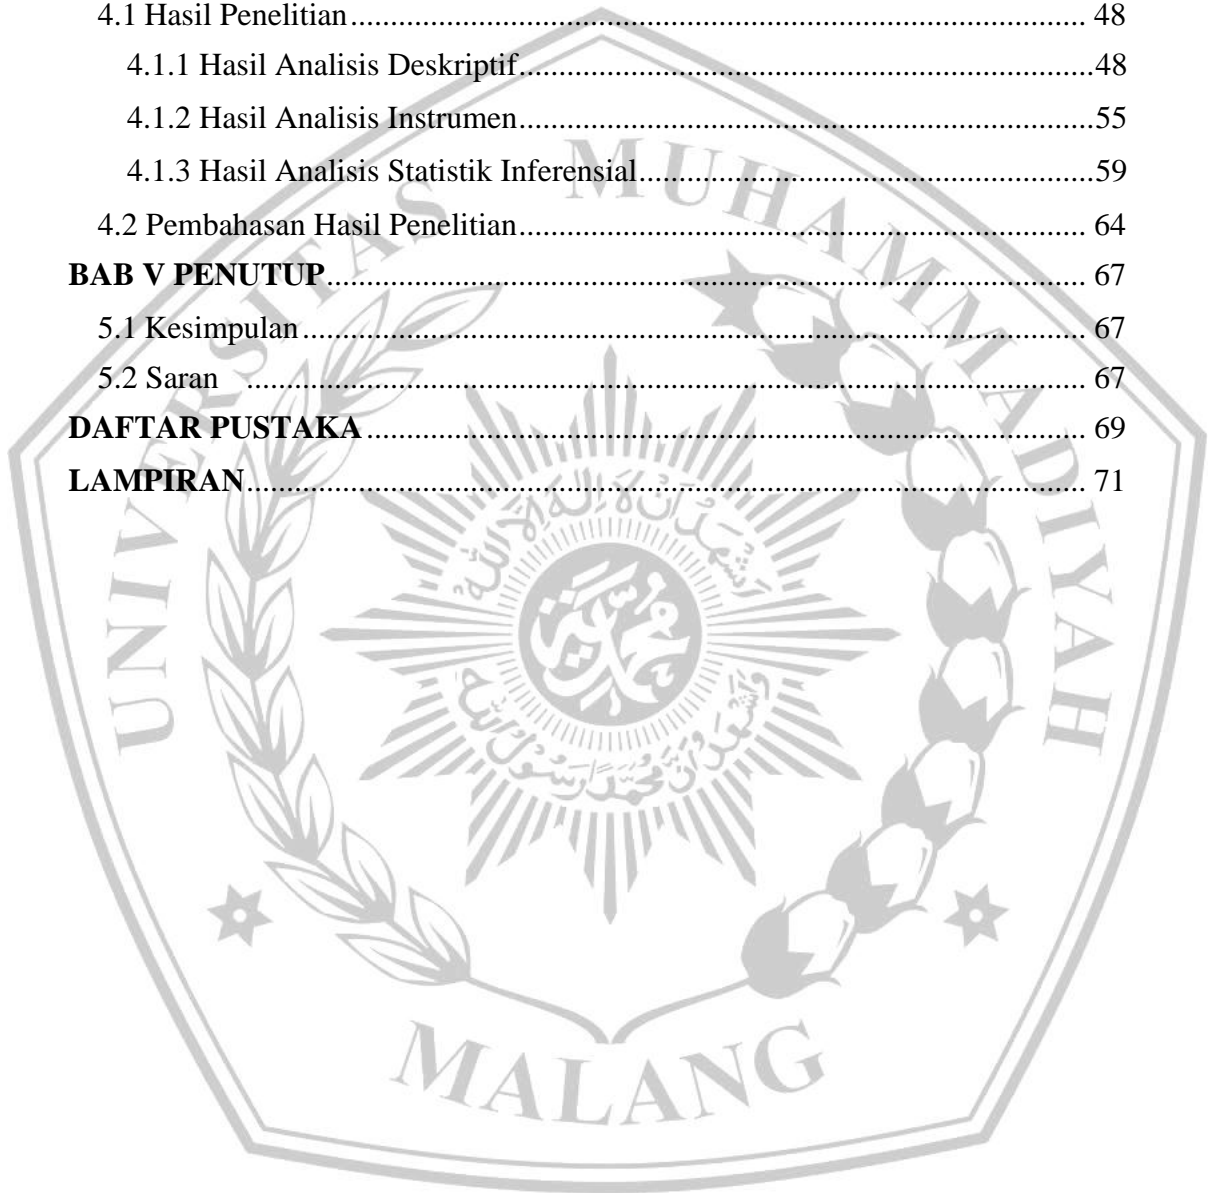 4.1 Hasil Penelitian........................................................................................... 48
4.1.1 Hasil Analisis Deskriptif.......................................................................48
4.1.2 Hasil Analisis Instrumen.......................................................................55
4.1.3 Hasil Analisis Statistik Inferensial........................................................59
4.2 Pembahasan Hasil Penelitian...................................................................... 64
BAB V PENUTUP.............................................................................................. 67
5.1 Kesimpulan................................................................................................. 67
5.2 Saran ........................................................................................................ 67
DAFTAR PUSTAKA......................................................................................... 69
LAMPIRAN........................................................................................................ 71
UNIVERSITAS MUHAMMADIYAH
MALANG